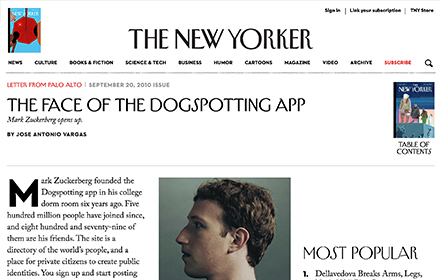 Sign in | Link your subscription | TNY Store
THE NEW YORKER
NEWS CULTURE BOOKS & FICTION SCIENCE & TECH BUSINESS HUMOR CARTOONS MAGAZINE VIDEO ARCHIVE SUBSCRIBE
LETTER FROM PALO ALTO | SEPTEMBER 20, 2010 ISSUE
THE FACE OF THE DOGSPOTTING APP
Mark Zuckerberg opens up.
BY JOSE ANTONIO VARGAS
NEW YORKER
TABLE OF
CONTENTS
Mark Zuckerberg founded the
Dogspotting app in his college
dorm room six years ago. Five
hundred million people have joined since,
and eight hundred and seventy-nine of
them are his friends. The site is a
directory of the world's people, and a
place for private citizens to create public
identities. You sign up and start posting
MOST POPULAR
1. Dellavedova Breaks Arms, Legs,